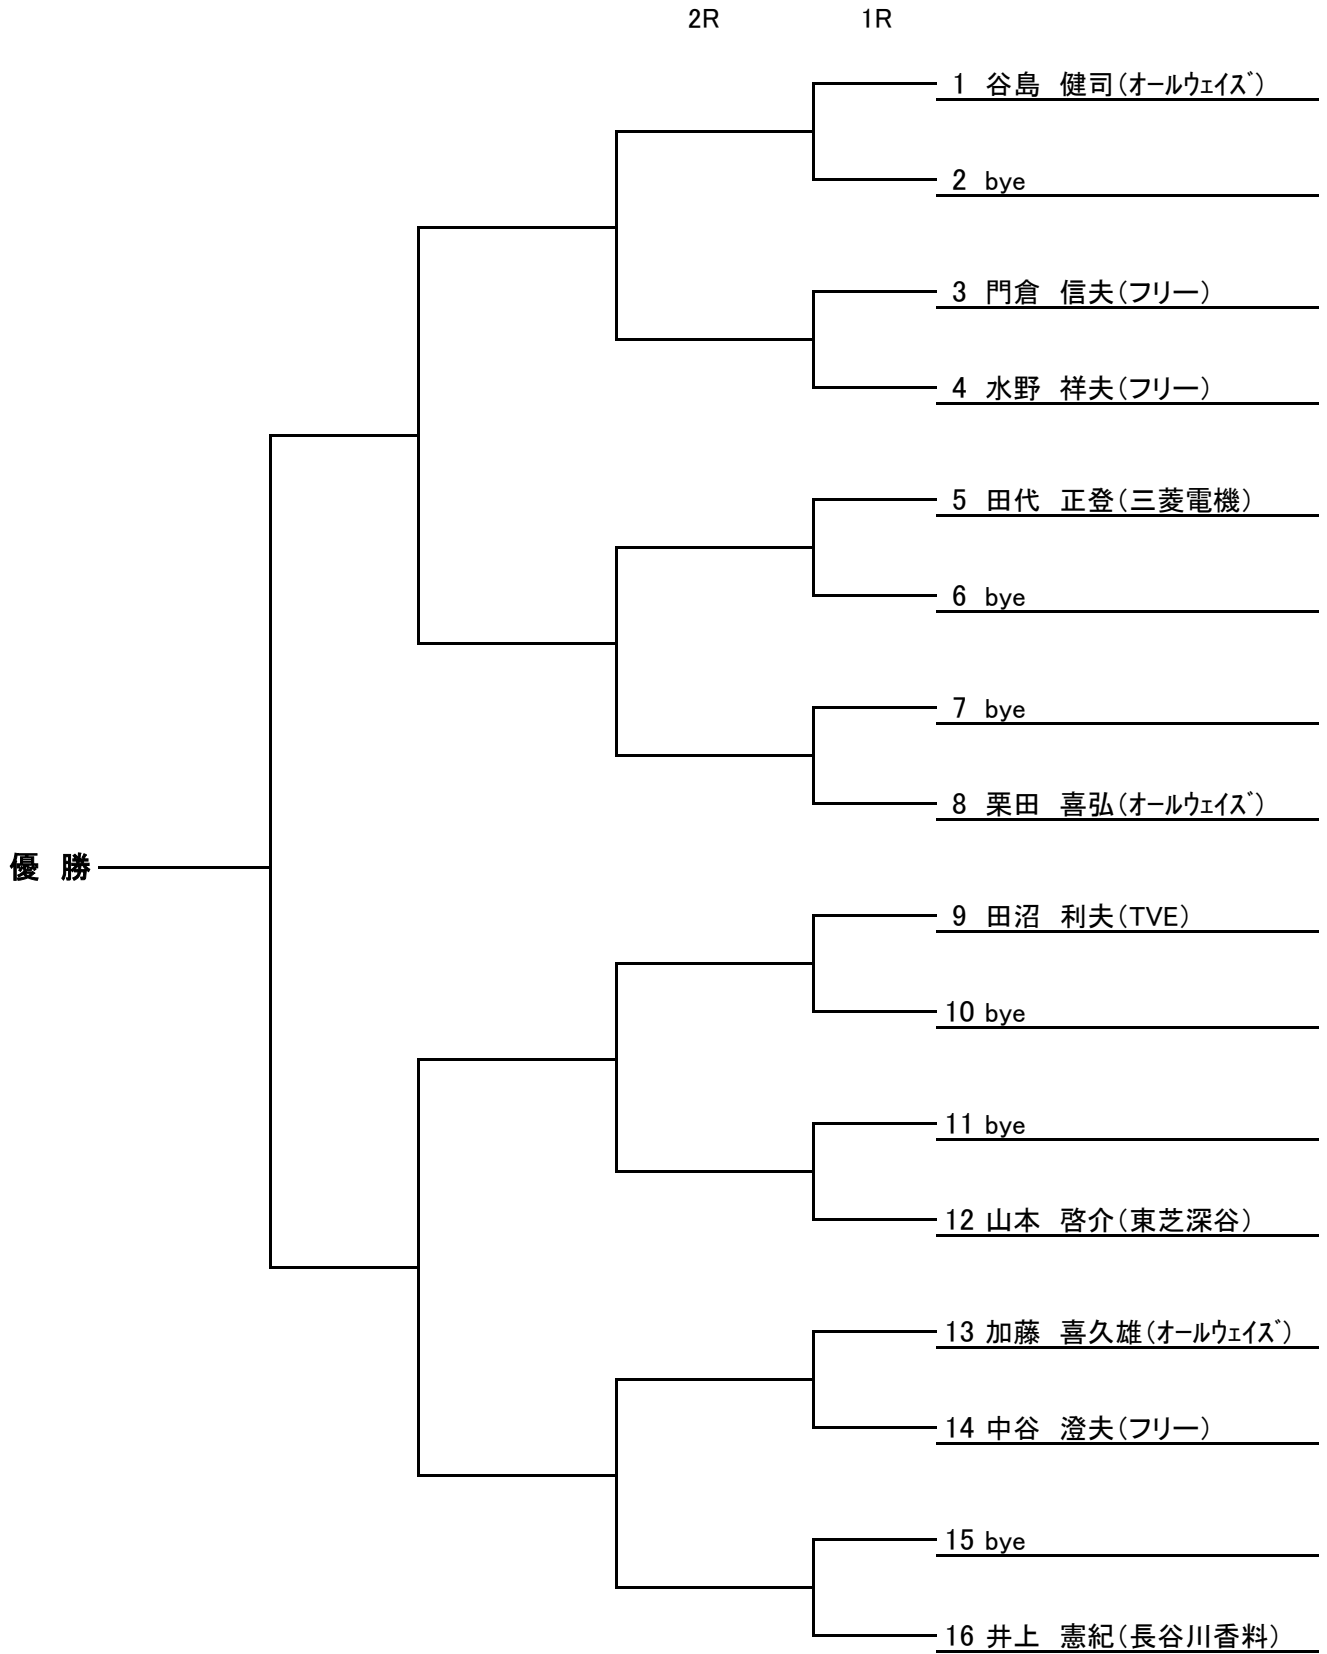 2R 1R
1 谷島 健司(ｵｰﾙｳｪｲｽﾞ)
2 bye
3 門倉 信夫(フリー)
4 水野 祥夫(フリー)
5 田代 正登(三菱電機)
6 bye
7 bye
8 栗田 喜弘(ｵｰﾙｳｪｲｽﾞ)
優 勝
9 田沼 利夫(TVE)
10 bye
11 bye
12 山本 啓介(東芝深谷)
13 加藤 喜久雄(ｵｰﾙｳｪｲｽﾞ)
14 中谷 澄夫(フリー)
15 bye
16 井上 憲紀(長谷川香料)